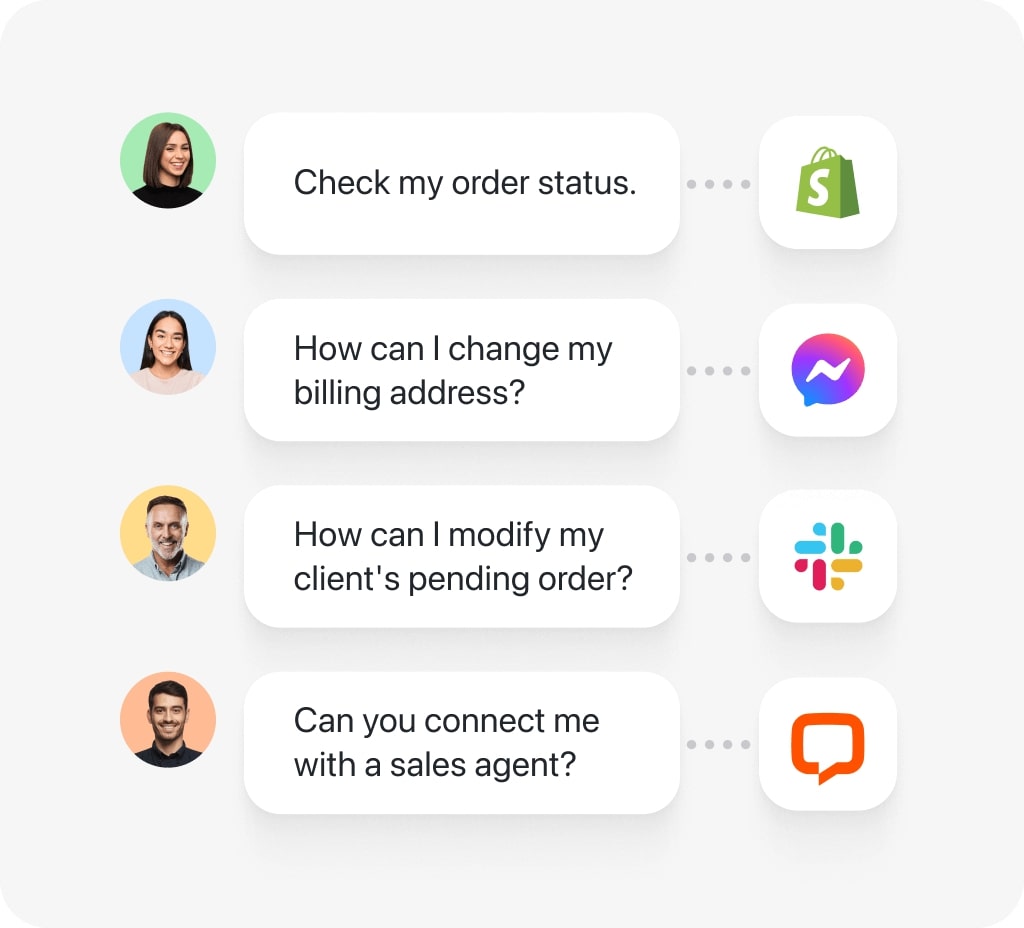 Check my order status.
S
How can I change my
billing address?
How can I modify my
client's pending order?
Can you connect me
with a sales agent?